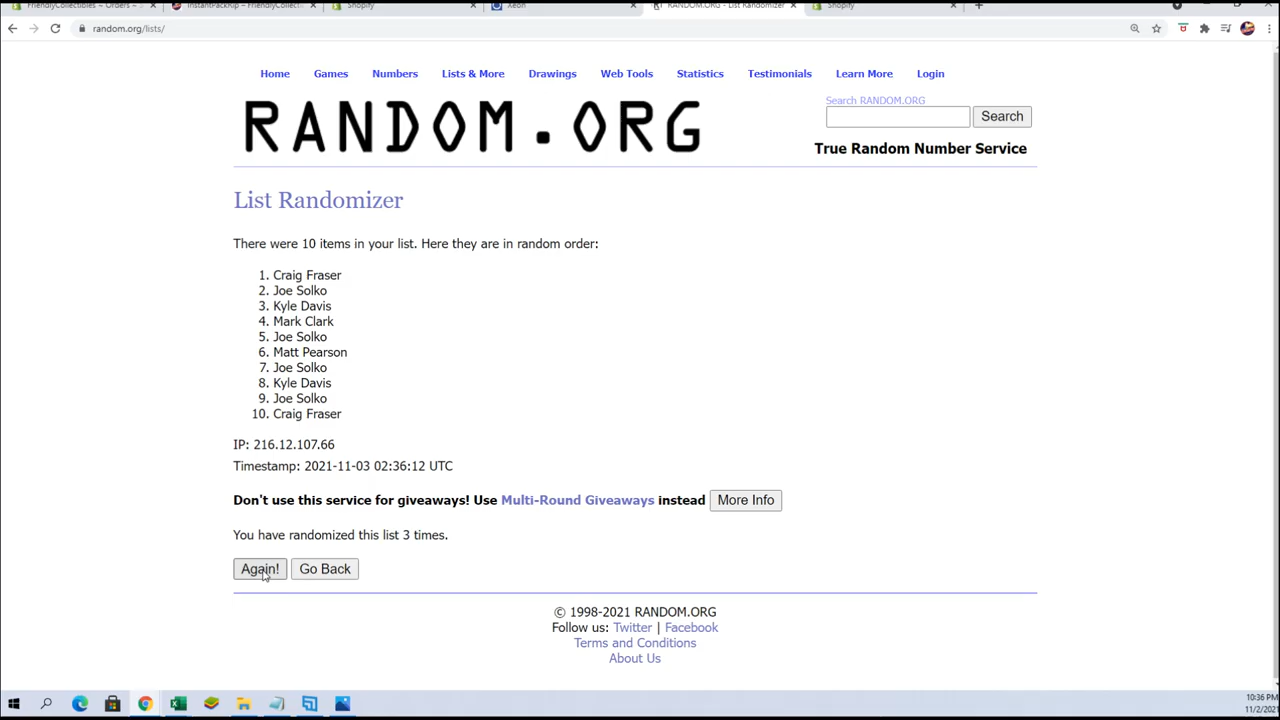 FriendlyCollectibles ~ Orders ~ S
InstantPackRip – FriendlyCollecti
Shopify
Xeon
RANDOM.ORG - List Randomizer
Shopify
random.org/lists/
Home Games Numbers Lists & More Drawings Web Tools Statistics Testimonials Learn More Login
RANDOM.ORG
Search RANDOM.ORG
Search
True Random Number Service
List Randomizer
There were 10 items in your list. Here they are in random order:
1. Craig Fraser
2. Joe Solko
3. Kyle Davis
4. Mark Clark
5. Joe Solko
6. Matt Pearson
7. Joe Solko
8. Kyle Davis
9. Joe Solko
10. Craig Fraser
IP: 216.12.107.66
Timestamp: 2021-11-03 02:36:12 UTC
Don't use this service for giveaways! Use Multi-Round Giveaways instead More Info
You have randomized this list 3 times.
Again! Go Back
© 1998-2021 RANDOM.ORG
Follow us: Twitter | Facebook
Terms and Conditions
About Us
10:36 PM
11/2/2021